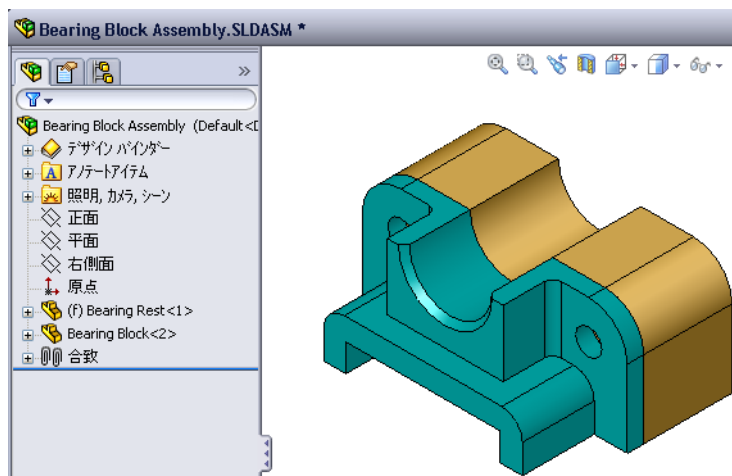 Bearing Block Assembly.SLDASM *
»
Bearing Block Assembly (Default<D
デザイン バインダー
A アノテートアイテム
照明, カメラ, シーン
正面
平面
右側面
原点
(f) Bearing Rest<1>
Bearing Block<2>
合致